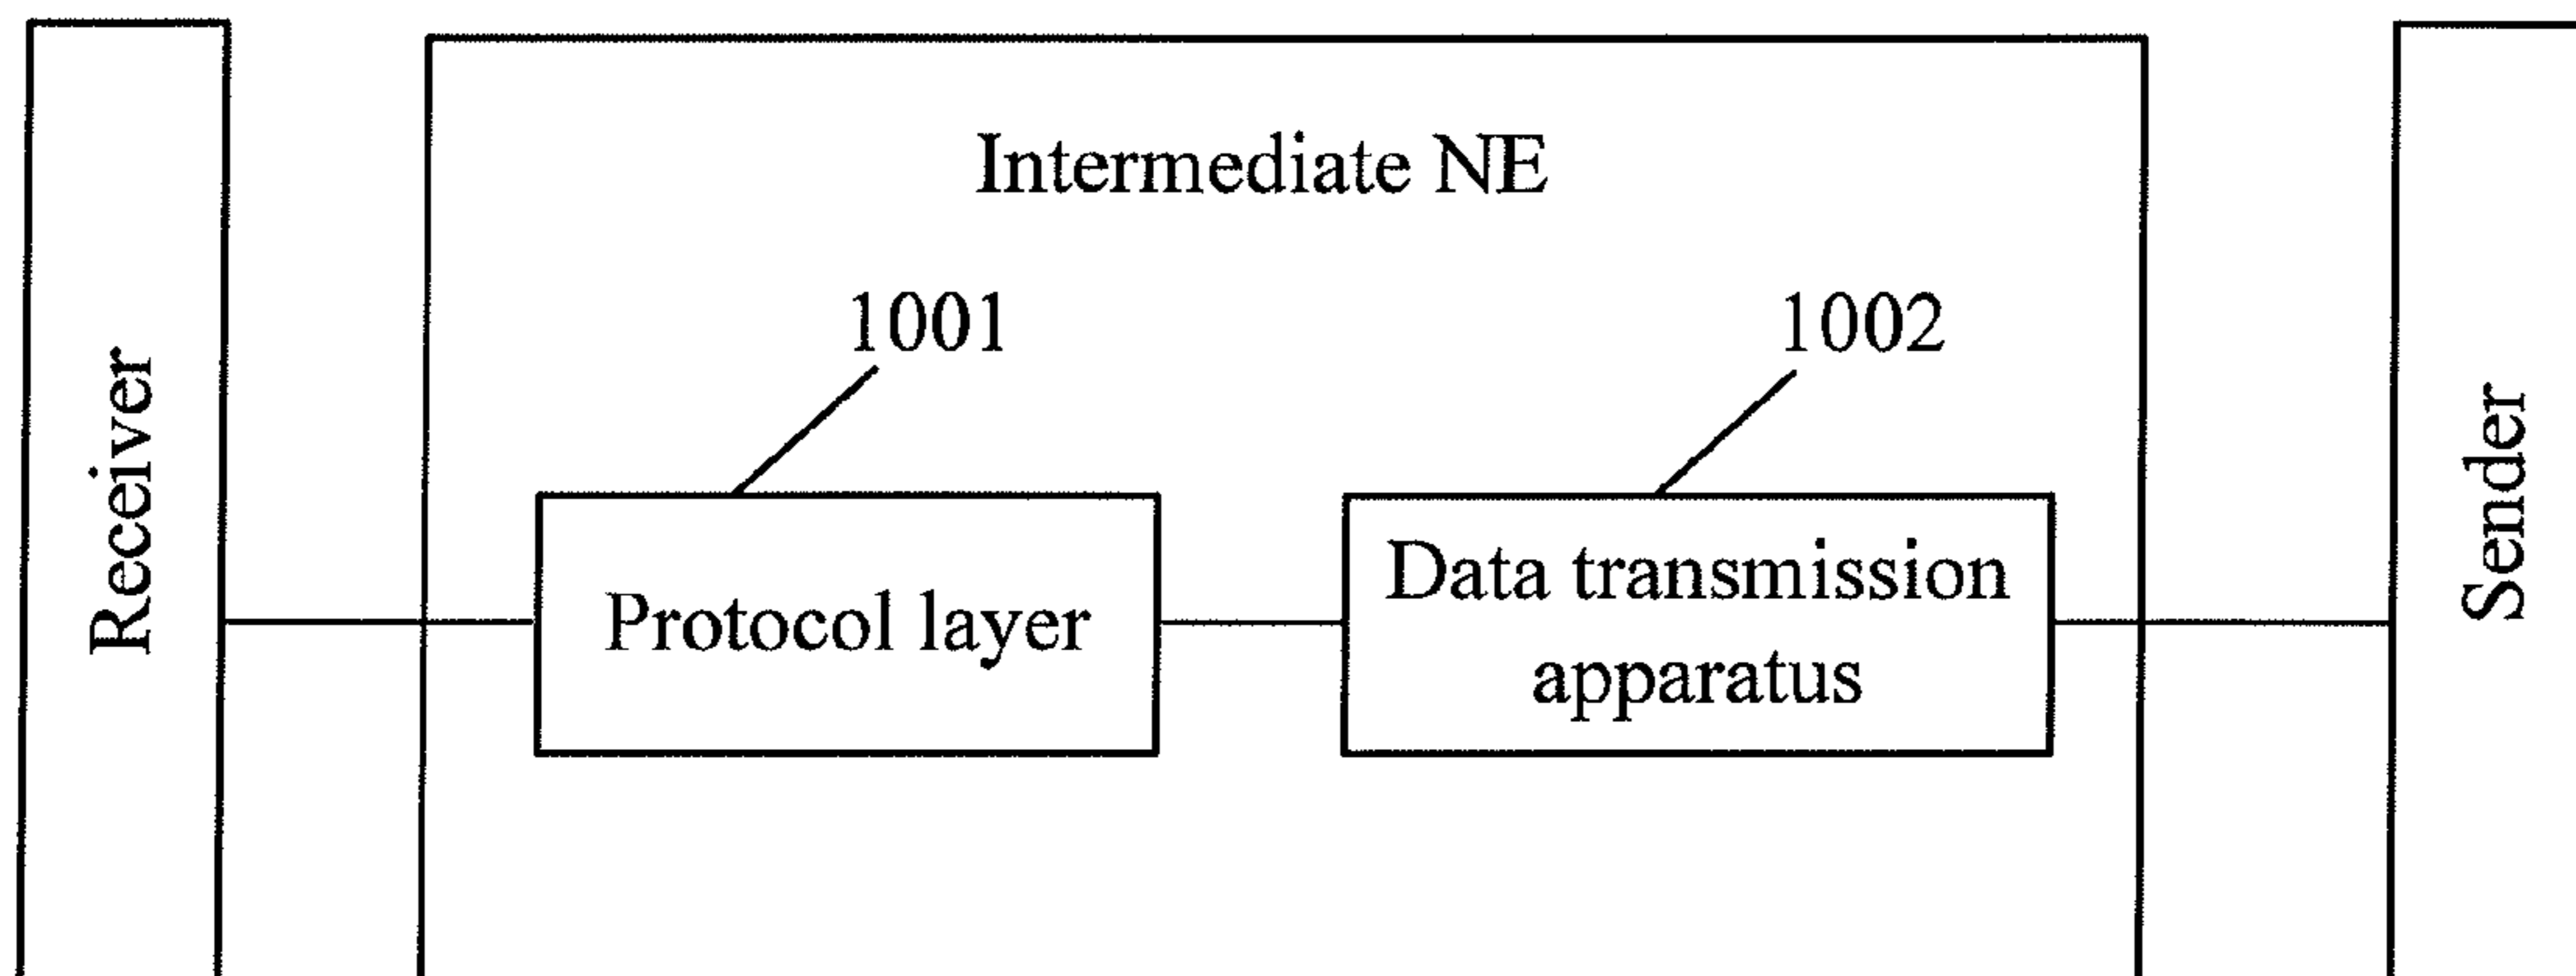 Intermediate NE
1001
1002
Receiver
Protocol layer
Data transmission
apparatus
Sender